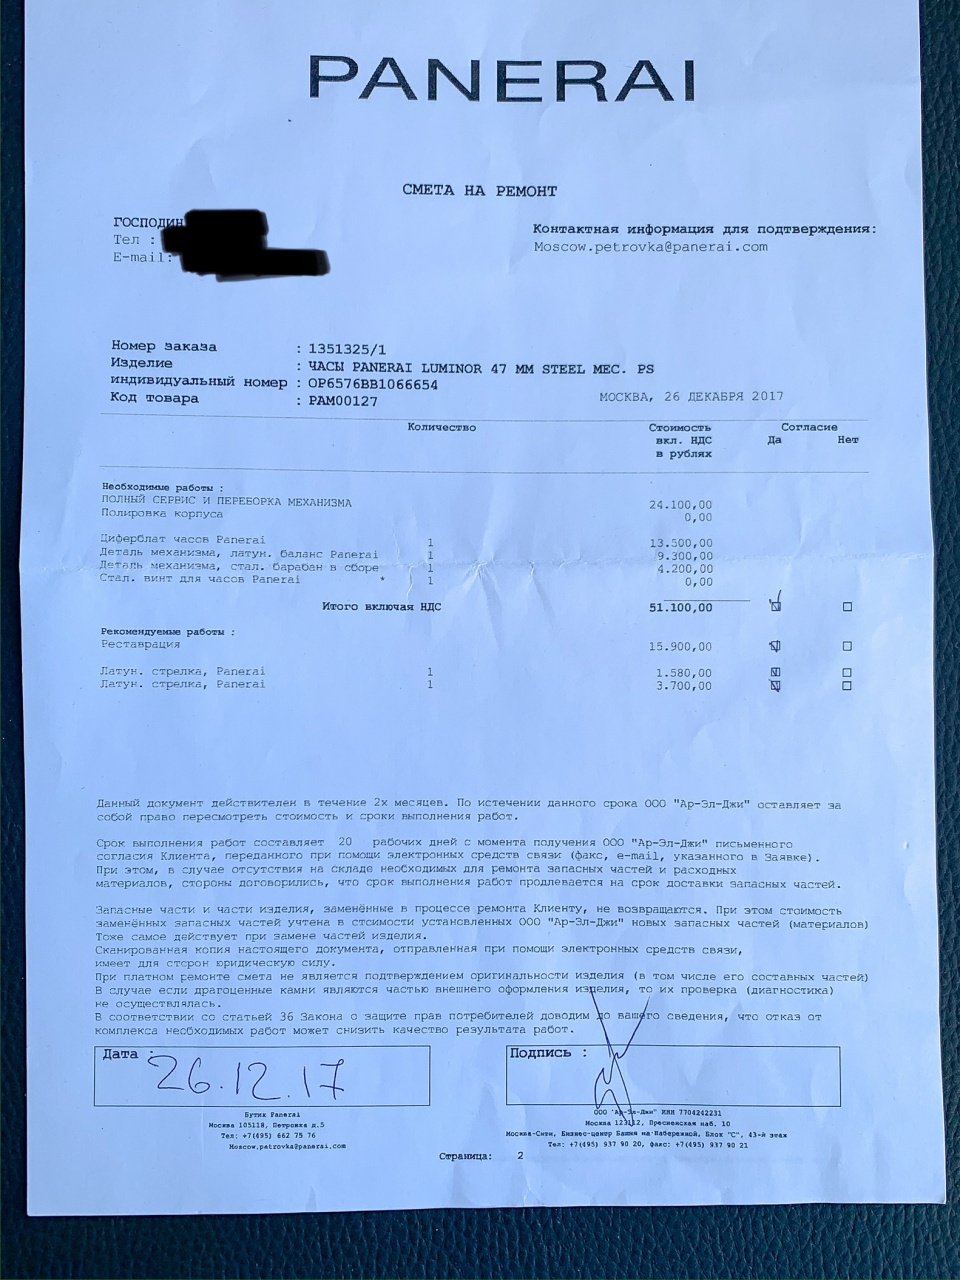 PANERAI
СМЕТА НА РЕМОНТ
ГОСПОДИН
Тел :
E-mail:
Контактная информация для подтверждения:
Moscow.petrovka@panerai.com
Номер заказа : 1351325/1
Изделие : ЧАСЫ PANERAI LUMINOR 47 MM STEEL MEC. PS
индивидуальный номер : OP6576BB1066654
Код товара : PAM00127
МОСКВА, 26 ДЕКАБРЯ 2017
Количество Стоимость Согласие
вкл. НДС Да Нет
в рублях
Необходимые работы :
ПОЛНЫЙ СЕРВИС И ПЕРЕБОРКА МЕХАНИЗМА 24.100,00
Полировка корпуса 0,00
Циферблат часов Panerai 1 13.500,00
Деталь механизма, латун. баланс Panerai 1 9.300,00
Деталь механизма, стал. барабан в сборе 1 4.200,00
Стал. винт для часов Panerai * 1 0,00
Итого включая НДС 51.100,00
Рекомендуемые работы :
Реставрация 15.900,00
Латун. стрелка, Panerai 1 1.580,00
Латун. стрелка, Panerai 1 3.700,00
Данный документ действителен в течение 2х месяцев. По истечении данного срока ООО "Ар-Эл-Джи" оставляет за
собой право пересмотреть стоимость и сроки выполнения работ.
Срок выполнения работ составляет 20 рабочих дней с момента получения ООО "Ар-Эл-Джи" письменного
согласия Клиента, переданного при помощи электронных средств связи (факс, e-mail, указанного в Заявке).
При этом, в случае отсутствия на складе необходимых для ремонта запасных частей и расходных
материалов, стороны договорились, что срок выполнения работ продлевается на срок доставки запасных частей.
Запасные части и части изделия, заменённые в процессе ремонта Клиенту, не возвращаются. При этом стоимость
заменённых запасных частей учтена в стоимости установленных ООО "Ар-Эл-Джи" новых запасных частей (материалов)
Тоже самое действует при замене частей изделия.
Сканированная копия настоящего документа, отправленная при помощи электронных средств связи,
имеет для сторон юридическую силу.
При платном ремонте смета не является подтверждением оригинальности изделия (в том числе его составных частей)
В случае если драгоценные камни являются частью внешнего оформления изделия, то их проверка (диагностика)
не осуществлялась.
В соответствии со статьей 36 Закона о защите прав потребителей доводим до вашего сведения, что отказ от
комплекса необходимых работ может снизить качество результата работ.
Дата :
26.12.17
Подпись :
Бутик Panerai
Москва 105118, Петровка д.5
Тел: +7(495) 662 75 76
Moscow.petrovka@panerai.com
ООО "Ар-Эл-Джи" ИНН 7704242231
Москва 123112, Пресненская наб. 10
Москва-Сити, Бизнес-центр Башня на Набережной, Блок "С", 43-й этаж
Тел: +7(495) 937 90 20, факс: +7(495) 937 90 21
Страница: 2